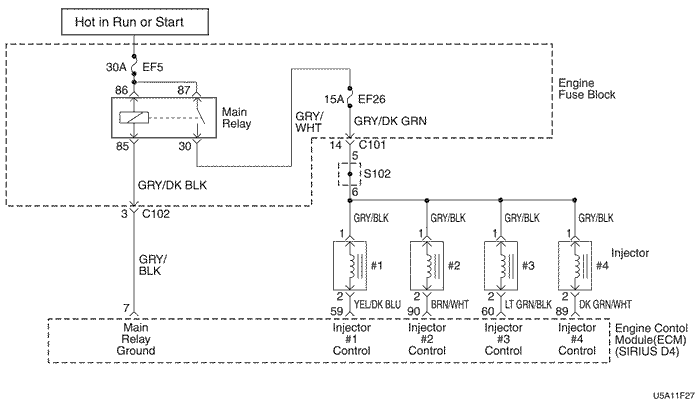 Hot in Run or Start
30A EF5
86 87
Main
Relay
85 30
GRY/DK BLK
3 C102
GRY/
BLK
7
15A EF26
GRY/
WHT
GRY/DK GRN
14 C101
5
S102
6
Engine
Fuse Block
GRY/BLK GRY/BLK GRY/BLK GRY/BLK
1 1 1 1
Injector
#1 #2 #3 #4
2 2 2 2
YEL/DK BLU BRN/WHT LT GRN/BLK DK GRN/WHT
59 90 60 89
Main
Relay
Ground
Injector
#1
Control
Injector
#2
Control
Injector
#3
Control
Injector
#4
Control
Engine Contol
Module(ECM)
(SIRIUS D4)
U5A11F27